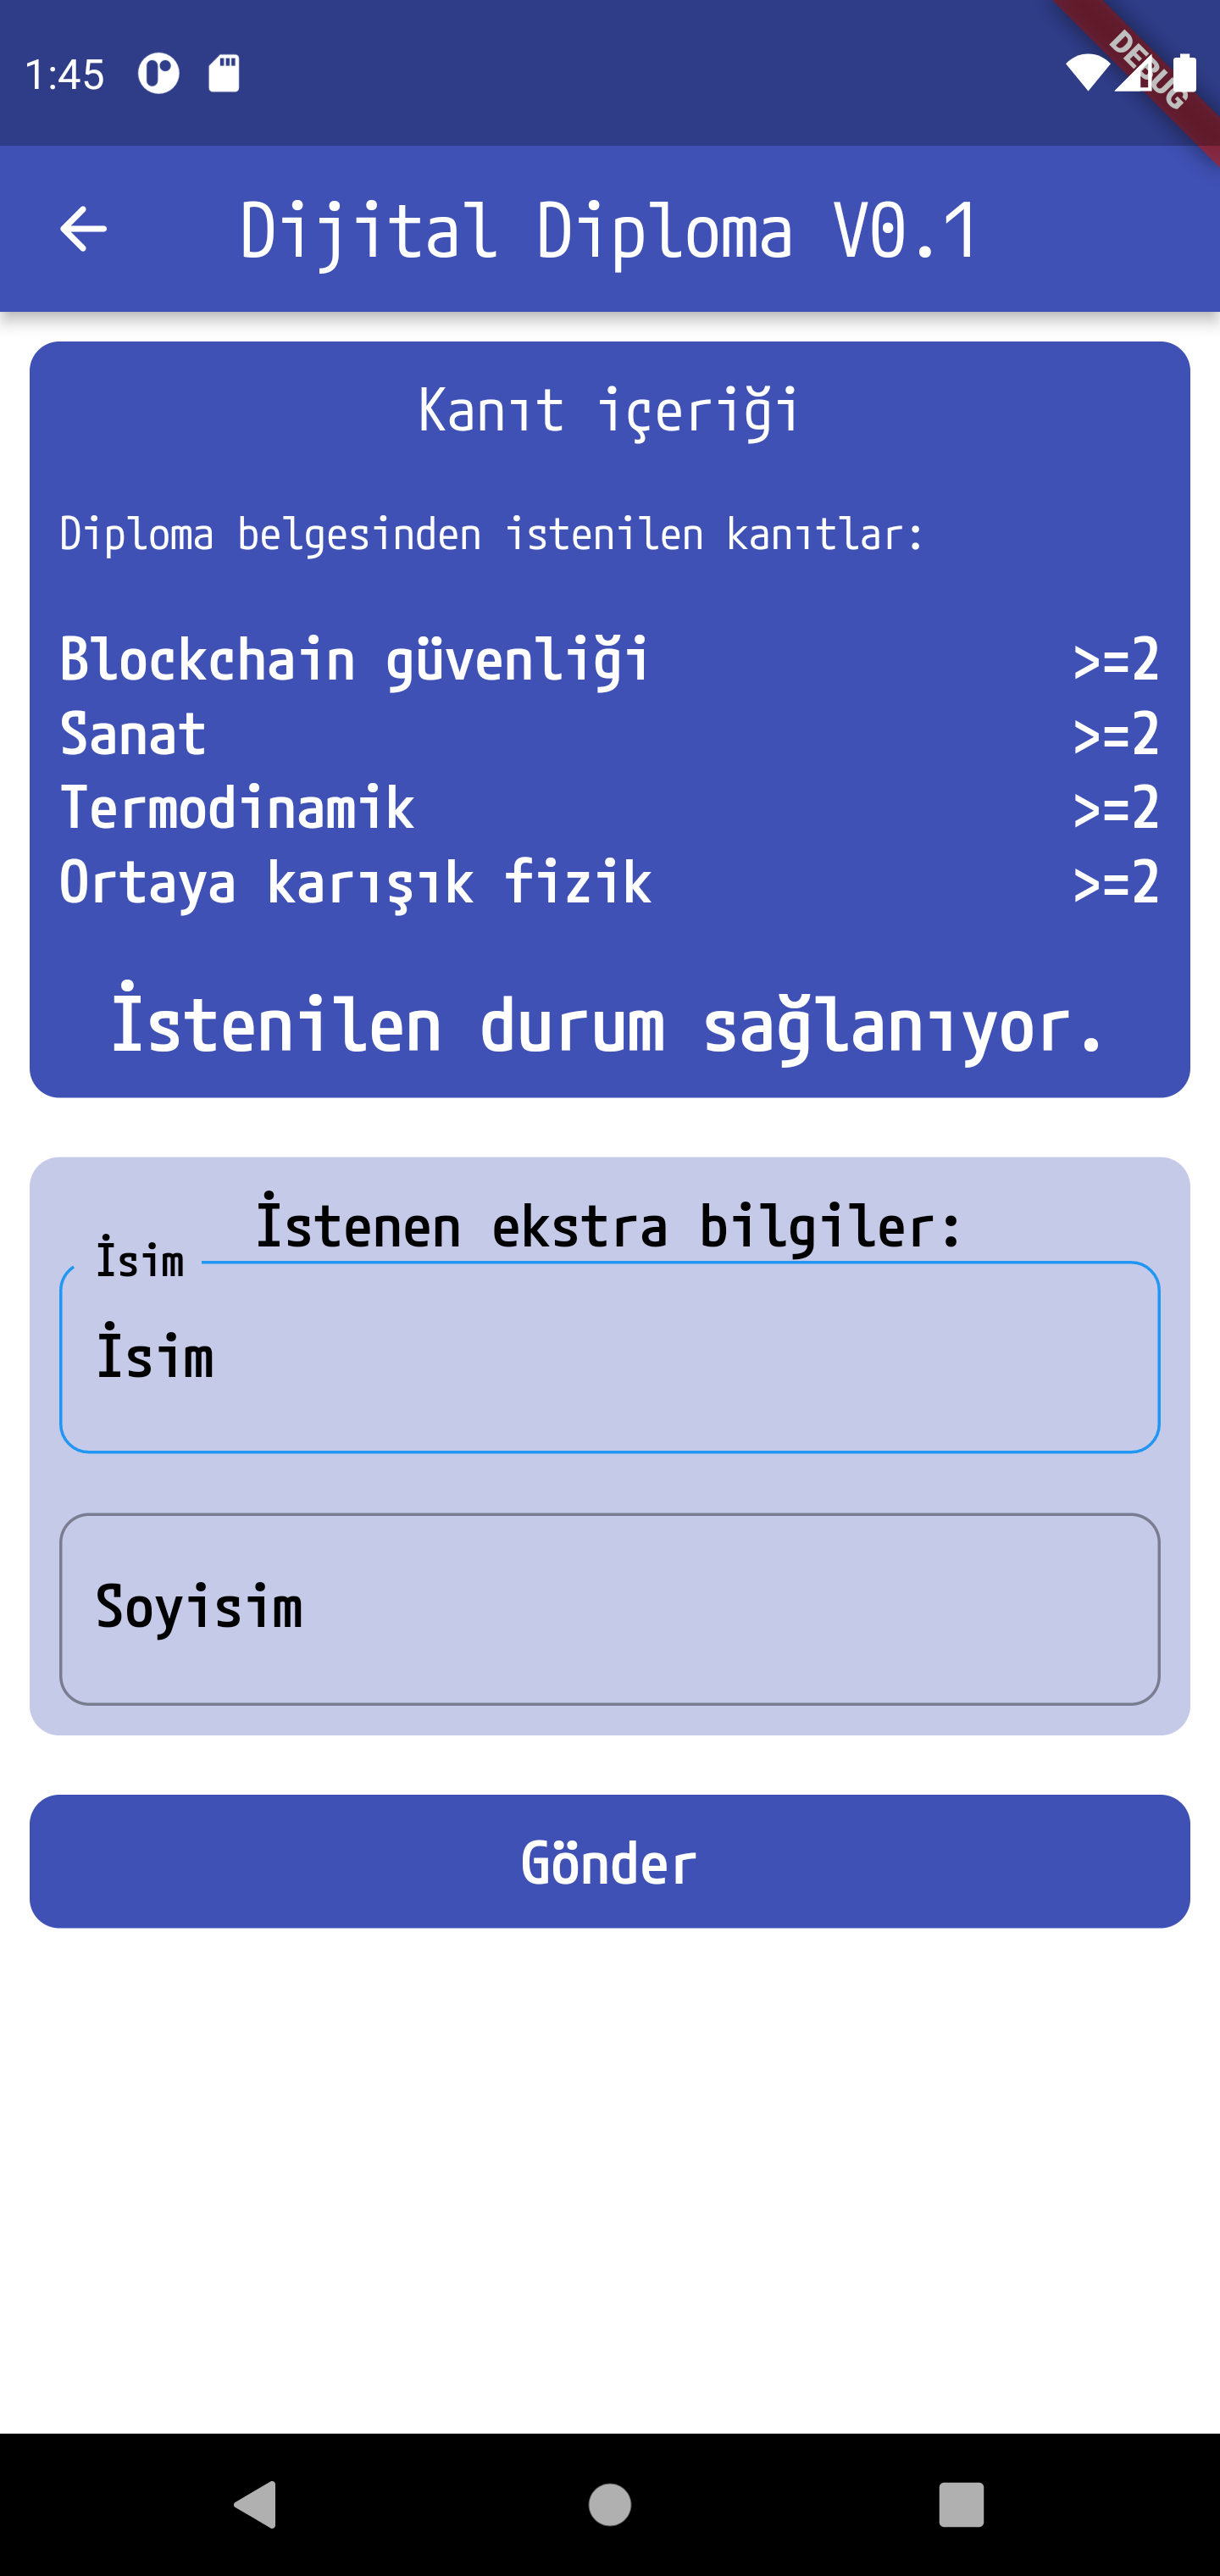 1:45
DEBUG
Dijital Diploma V0.1
Kanıt içeriği
Diploma belgesinden istenilen kanıtlar:
Blockchain güvenliği >=2
Sanat >=2
Termodinamik >=2
Ortaya karışık fizik >=2
İstenilen durum sağlanıyor.
İstenen ekstra bilgiler:
İsim
İsim
Soyisim
Gönder